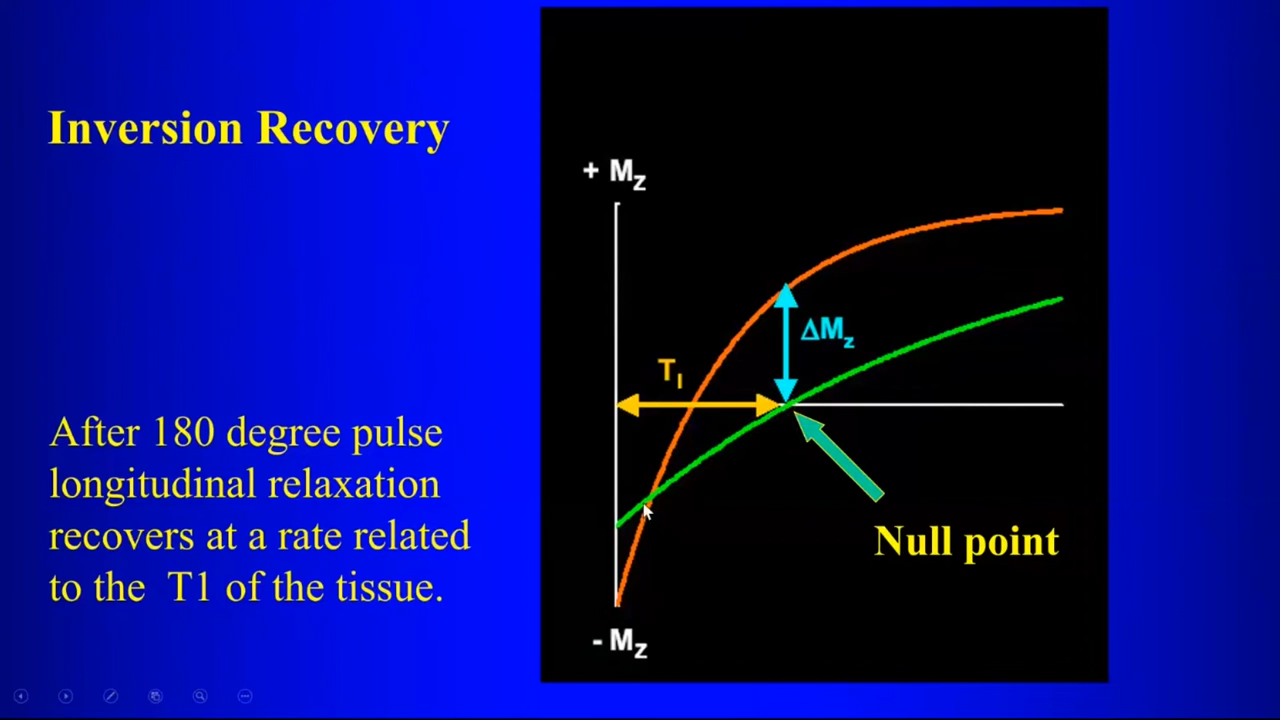 Inversion Recovery
After 180 degree pulse
longitudinal relaxation
recovers at a rate related
to the T1 of the tissue.
+ Mz
ΔMz
TI
Null point
- Mz